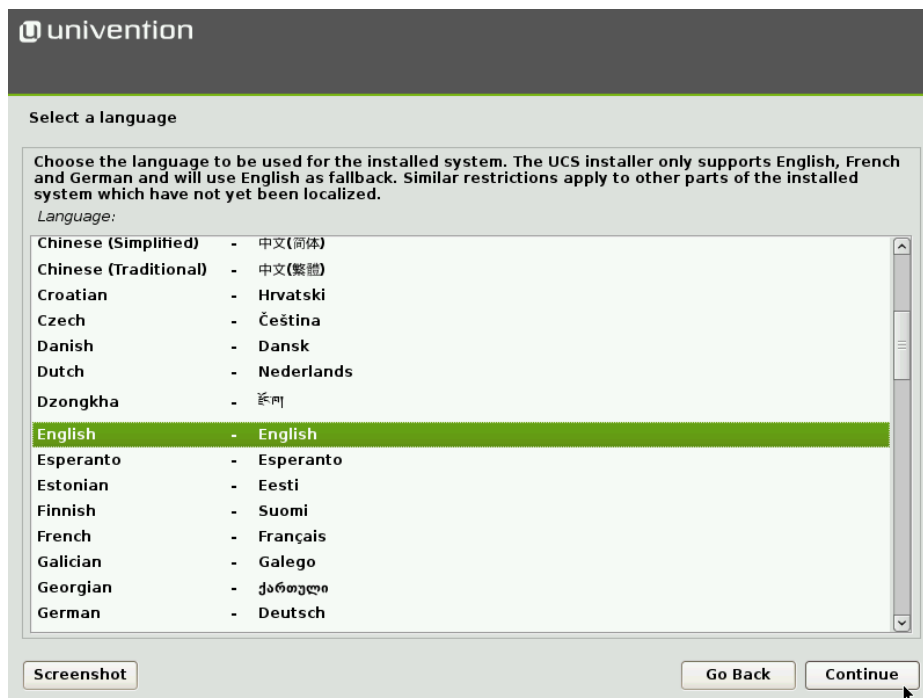 univention
Select a language
Choose the language to be used for the installed system. The UCS installer only supports English, French
and German and will use English as fallback. Similar restrictions apply to other parts of the installed
system which have not yet been localized.
Language:
Chinese (Simplified) - 中文(简体)
Chinese (Traditional) - 中文(繁體)
Croatian - Hrvatski
Czech - Čeština
Danish - Dansk
Dutch - Nederlands
Dzongkha - རྫོང་ཁ།
English - English
Esperanto - Esperanto
Estonian - Eesti
Finnish - Suomi
French - Français
Galician - Galego
Georgian - ქართული
German - Deutsch
Screenshot Go Back Continue